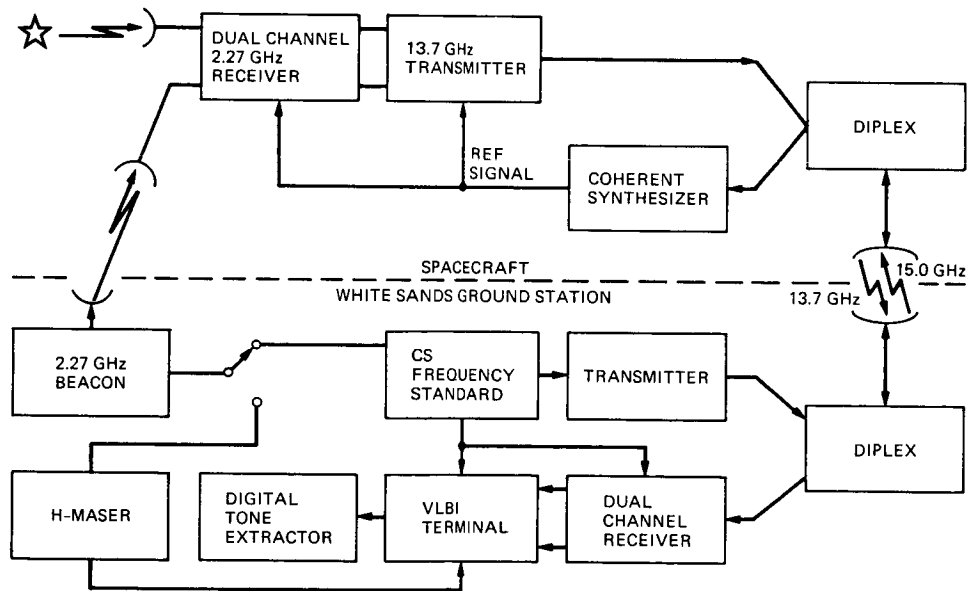 DUAL CHANNEL
2.27 GHz
RECEIVER
13.7 GHz
TRANSMITTER
DIPLEX
REF
SIGNAL
COHERENT
SYNTHESIZER
SPACECRAFT
15.0 GHz
WHITE SANDS GROUND STATION
13.7 GHz
2.27 GHz
BEACON
CS
FREQUENCY
STANDARD
TRANSMITTER
DIPLEX
H-MASER
DIGITAL
TONE
EXTRACTOR
VLBI
TERMINAL
DUAL
CHANNEL
RECEIVER